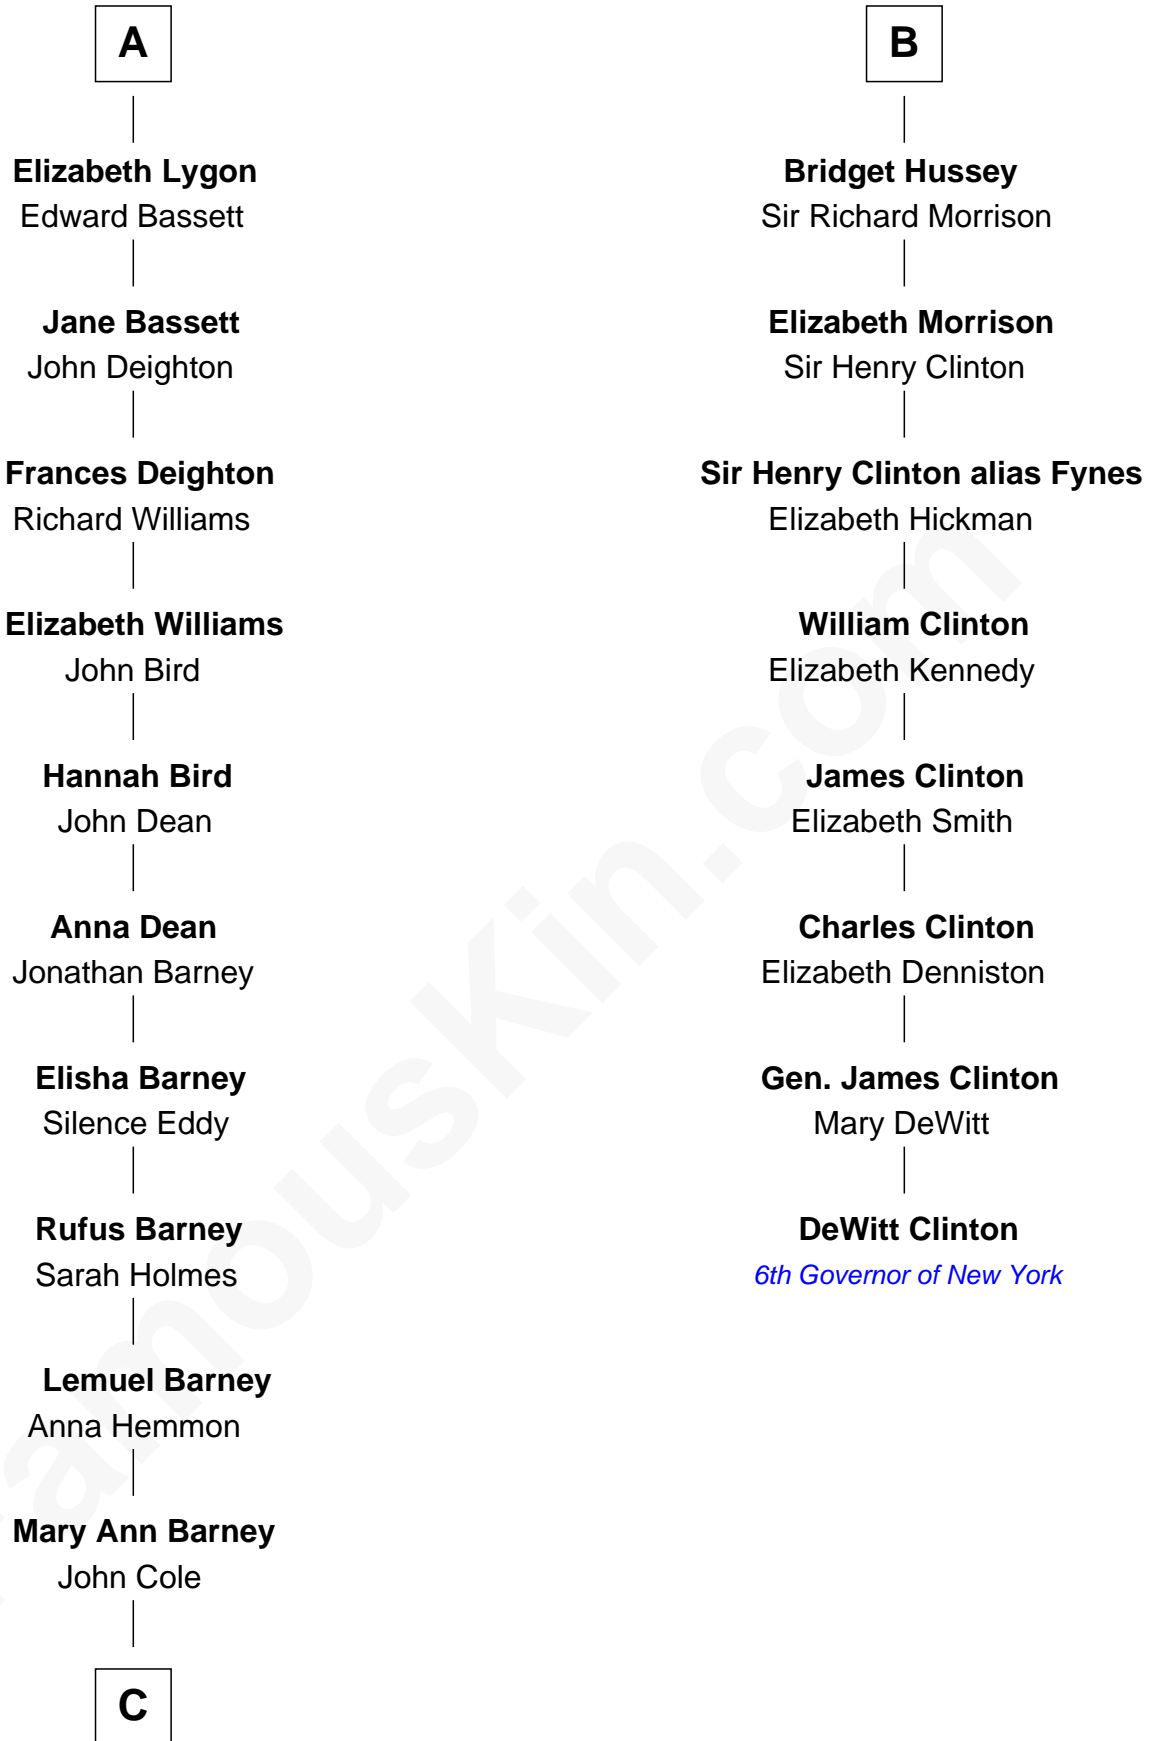 A
Elizabeth Lygon
Edward Bassett
Jane Bassett
John Deighton
Frances Deighton
Richard Williams
Elizabeth Williams
John Bird
Hannah Bird
John Dean
Anna Dean
Jonathan Barney
Elisha Barney
Silence Eddy
Rufus Barney
Sarah Holmes
Lemuel Barney
Anna Hemmon
Mary Ann Barney
John Cole
C
B
Bridget Hussey
Sir Richard Morrison
Elizabeth Morrison
Sir Henry Clinton
Sir Henry Clinton alias Fynes
Elizabeth Hickman
William Clinton
Elizabeth Kennedy
James Clinton
Elizabeth Smith
Charles Clinton
Elizabeth Denniston
Gen. James Clinton
Mary DeWitt
DeWitt Clinton
6th Governor of New York
FamousKin.com